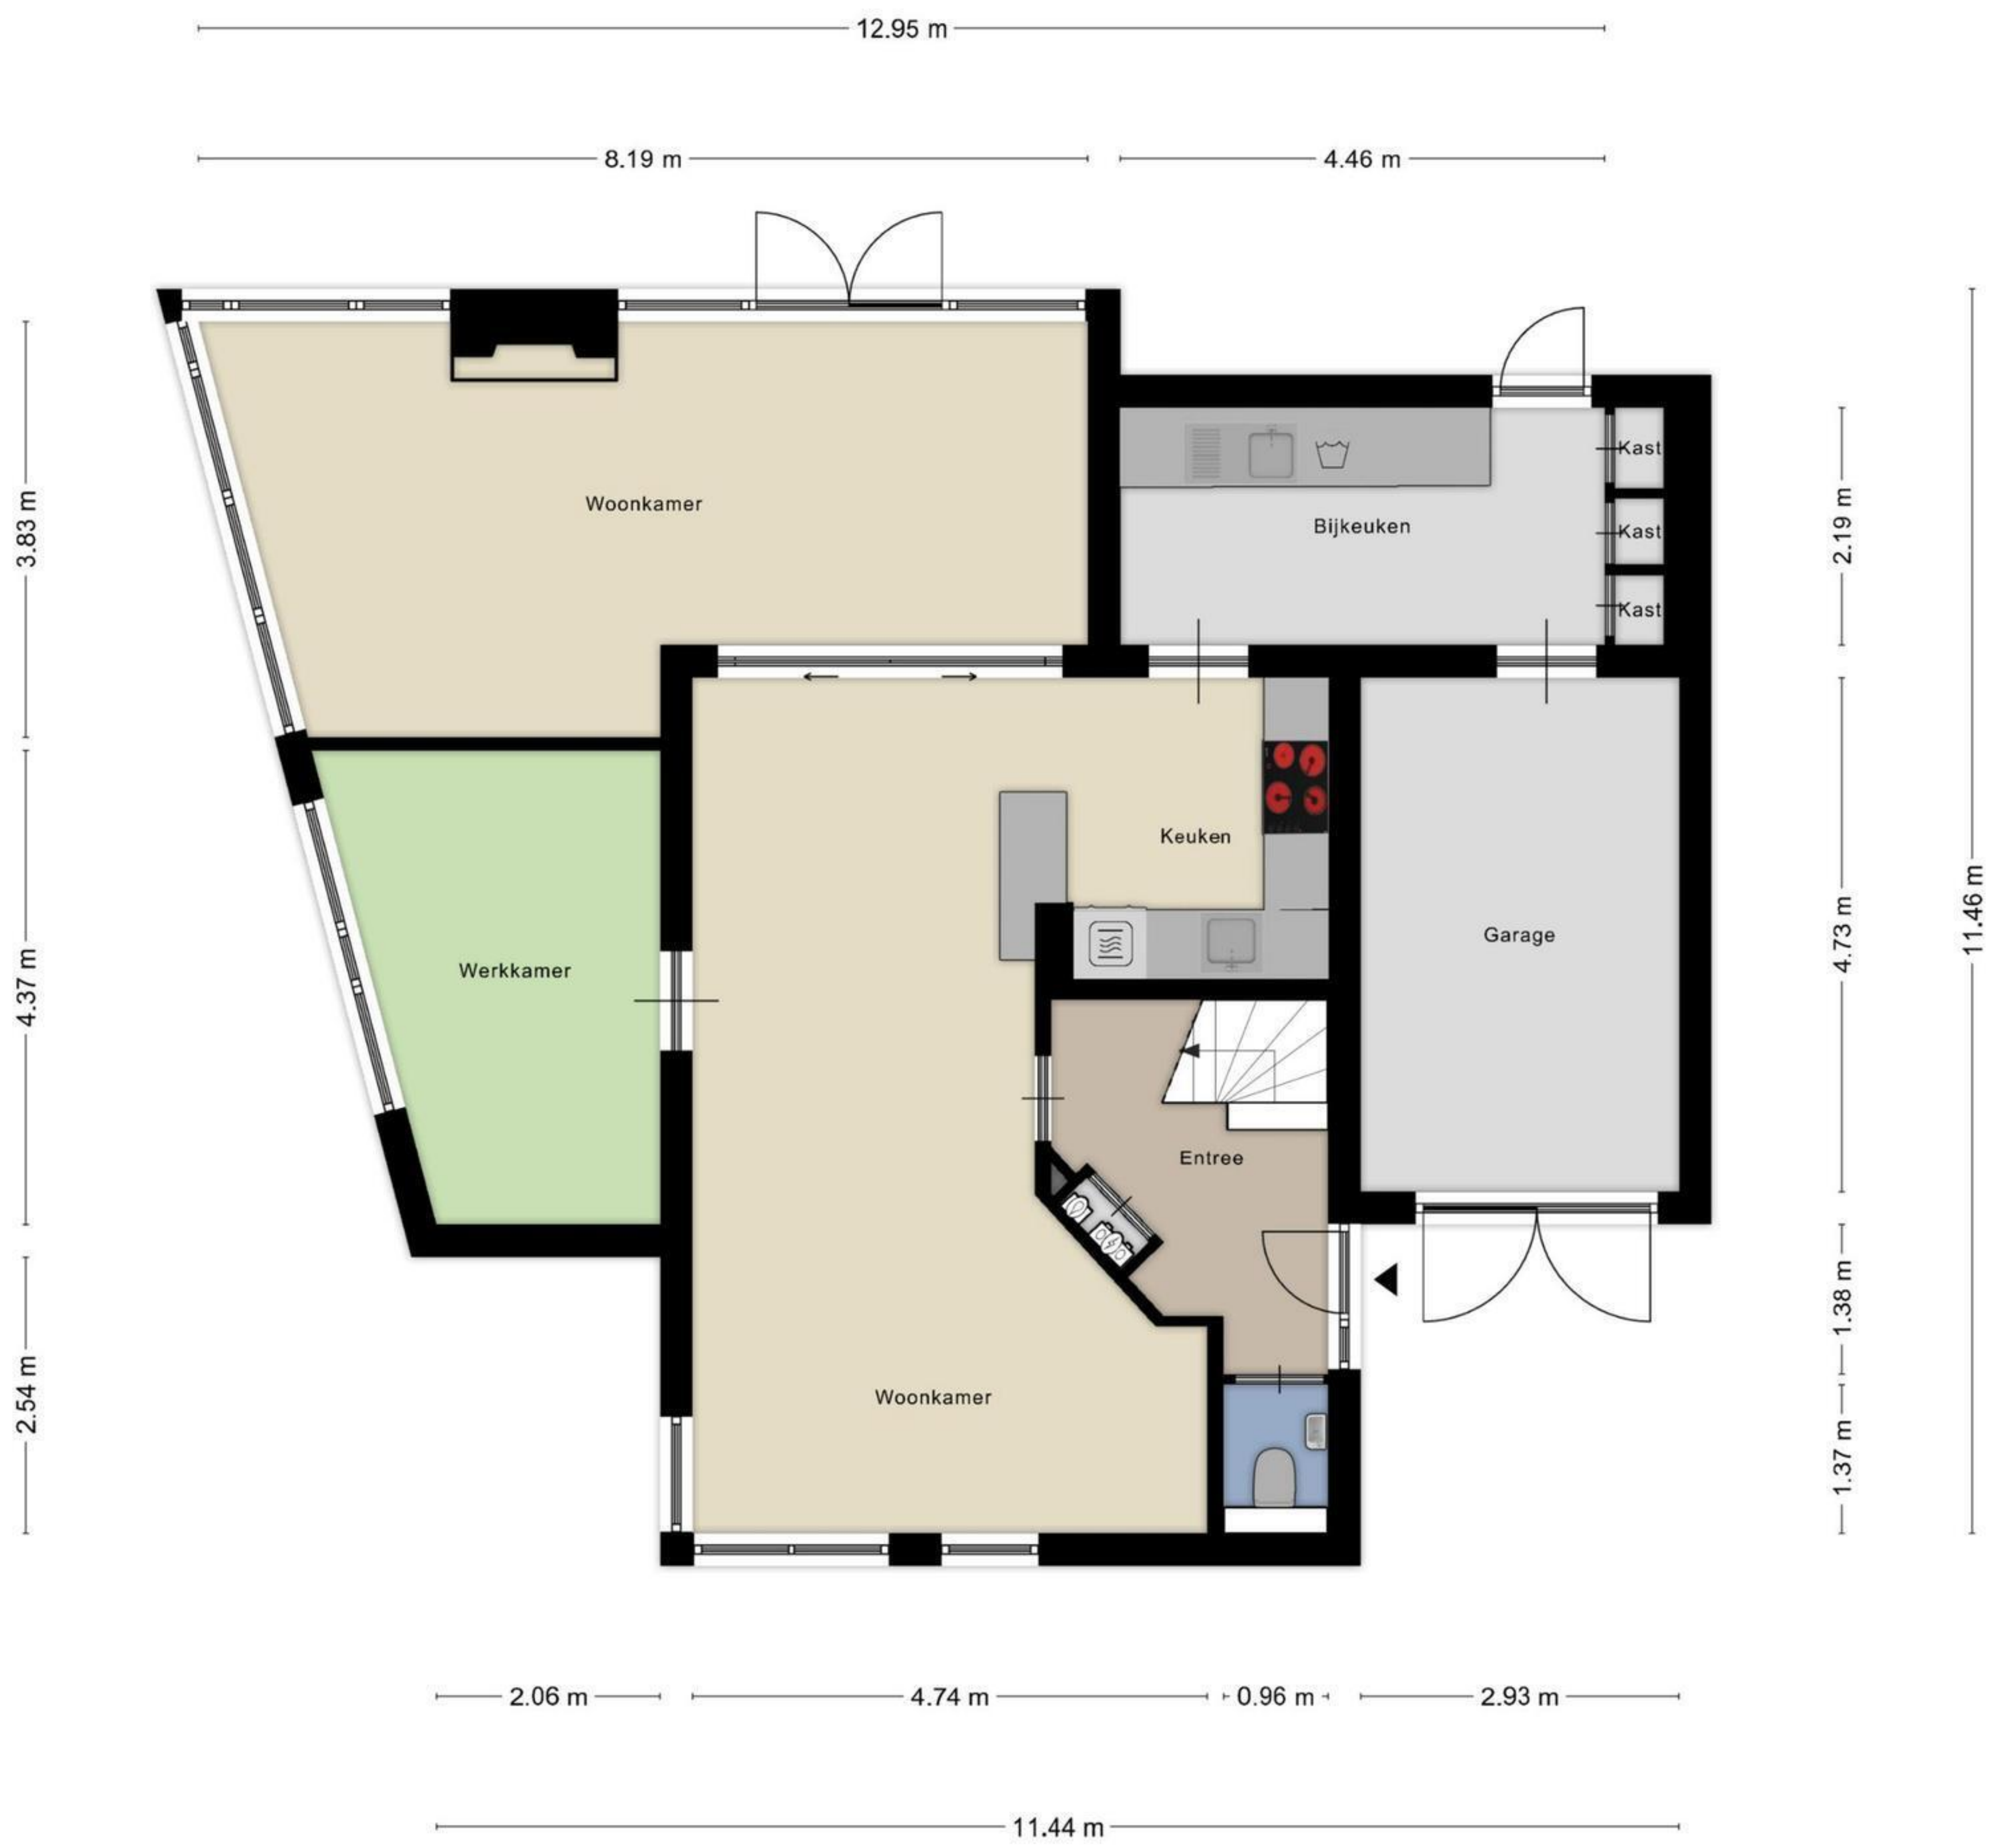 12.95 m
8.19 m
4.46 m
Kast
Woonkamer
3.83 m
Bijkeuken
Kast
2.19 m
Kast
Keuken
Garage
4.73 m
11.46 m
Werkkamer
4.37 m
Entree
1.38 m
2.54 m
Woonkamer
1.37 m
2.06 m
4.74 m
0.96 m
2.93 m
11.44 m